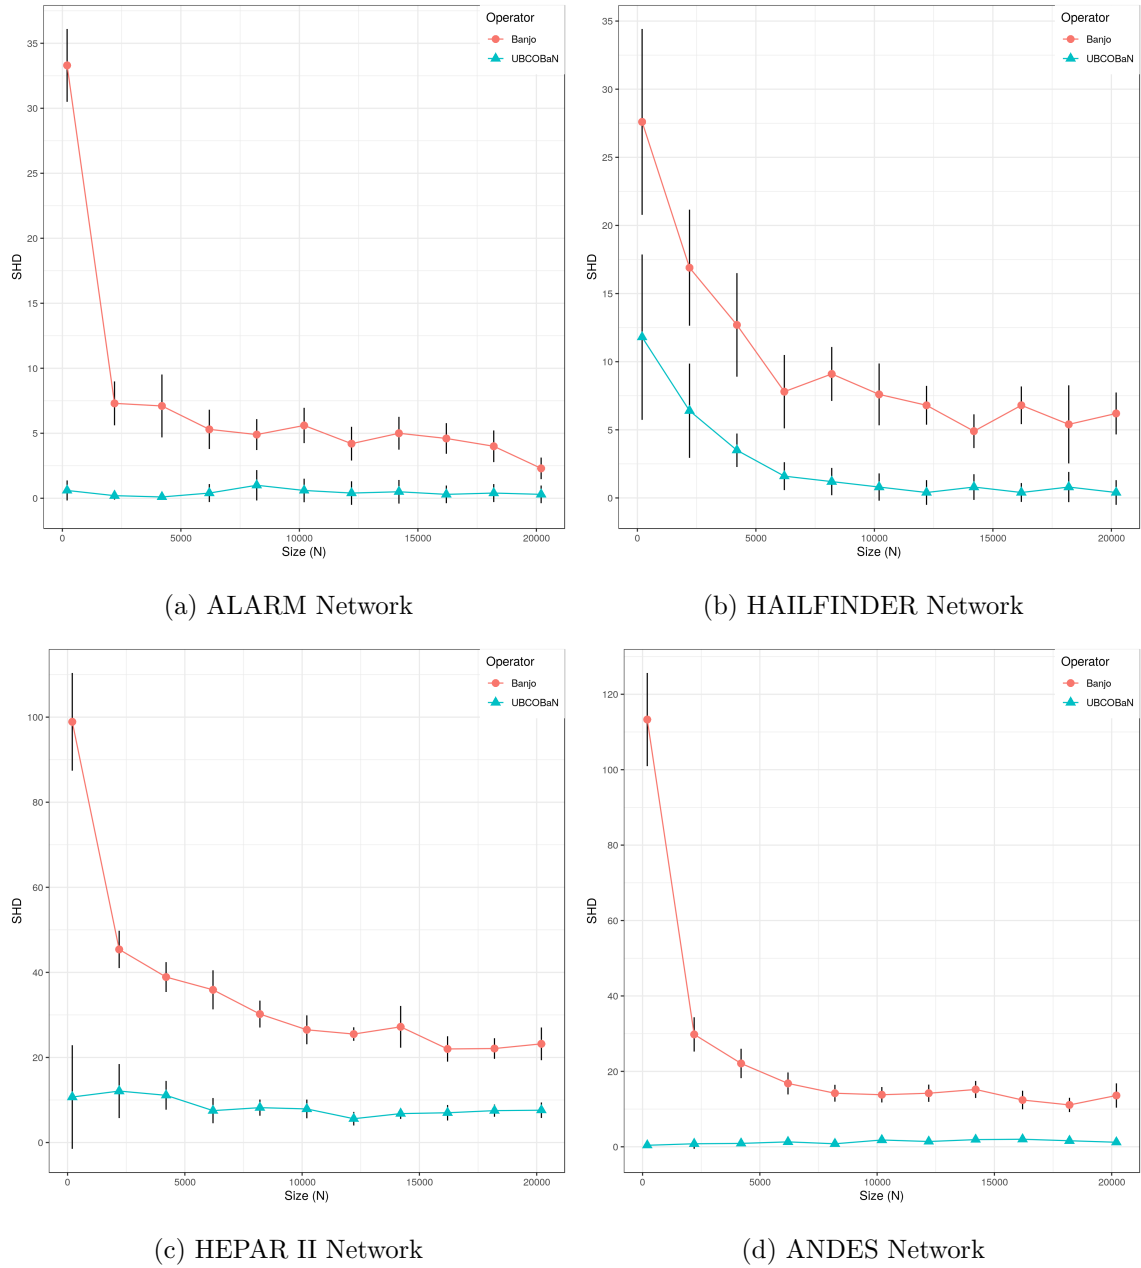 Operator
Banjo
UBCOBaN
35
30
25
20
15
10
5
0
SHD
0 5000 10000 15000 20000
Size (N)
(a) ALARM Network
Operator
Banjo
UBCOBaN
35
30
25
20
15
10
5
0
SHD
0 5000 10000 15000 20000
Size (N)
(b) HAILFINDER Network
Operator
Banjo
UBCOBaN
100
80
60
40
20
0
SHD
0 5000 10000 15000 20000
Size (N)
(c) HEPAR II Network
Operator
Banjo
UBCOBaN
120
100
80
60
40
20
0
SHD
0 5000 10000 15000 20000
Size (N)
(d) ANDES Network